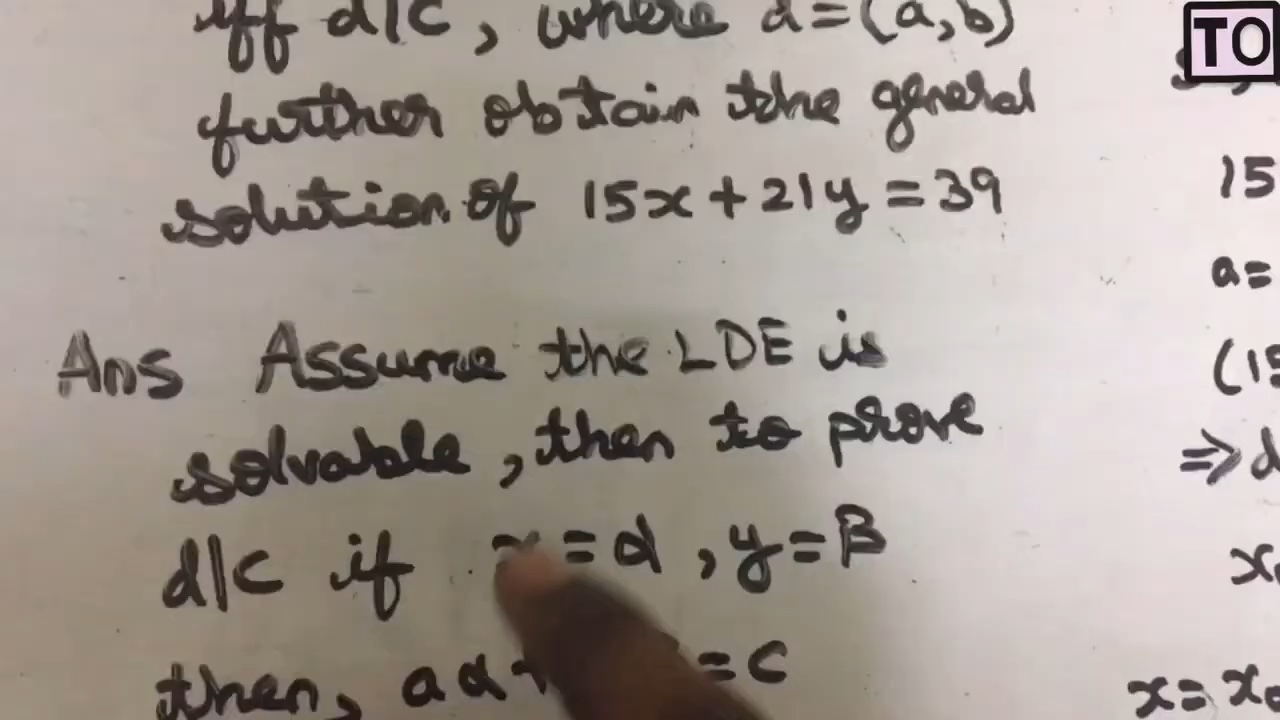 iff d|c, where d=(a,b)
further obtain the general
solution of 15x+21y=39
Ans Assume the LDE is
solvable, then to prove
d|c if x=α, y=β
then, aα+ =c
TO
15
a=
(15
⇒d
x=x₀